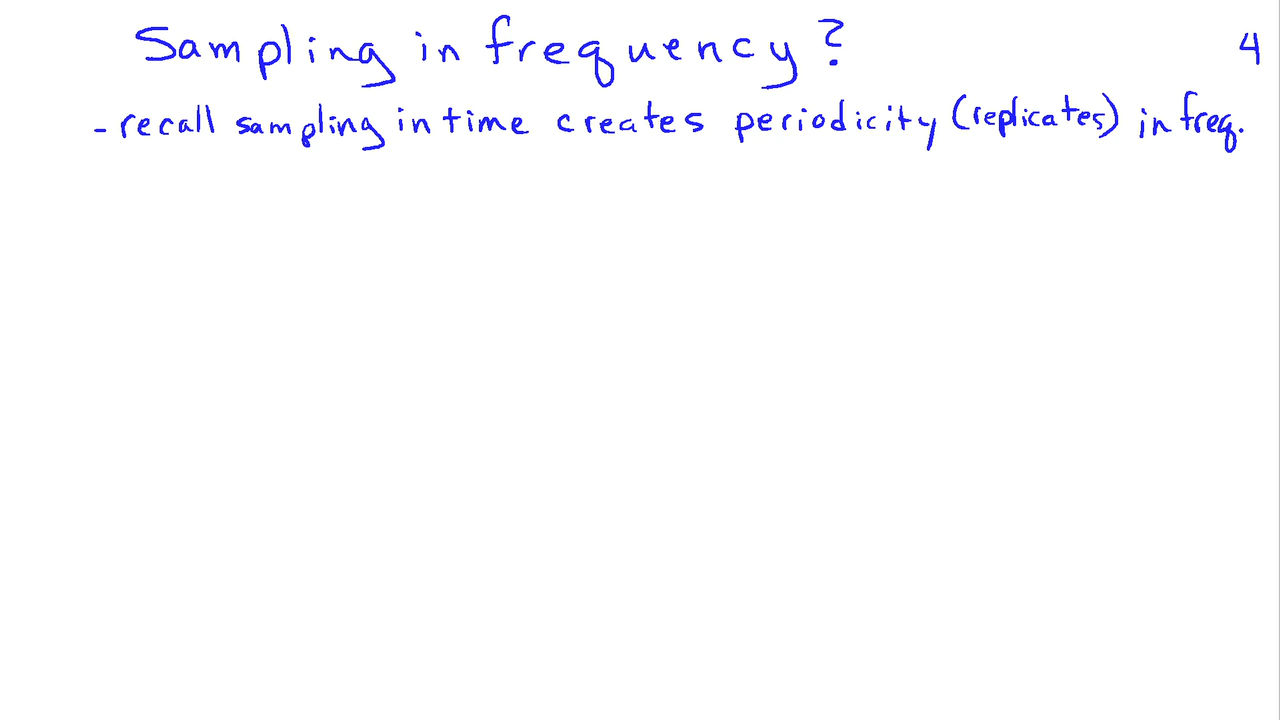 Sampling in frequency?
4
- recall sampling in time creates periodicity (replicates) in freq.